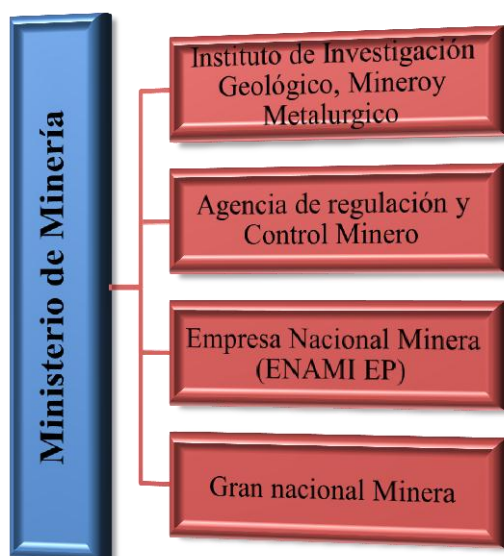 Ministerio de Minería
Instituto de Investigación
Geológico, Mineroy
Metalurgico
Agencia de regulación y
Control Minero
Empresa Nacional Minera
(ENAMI EP)
Gran nacional Minera